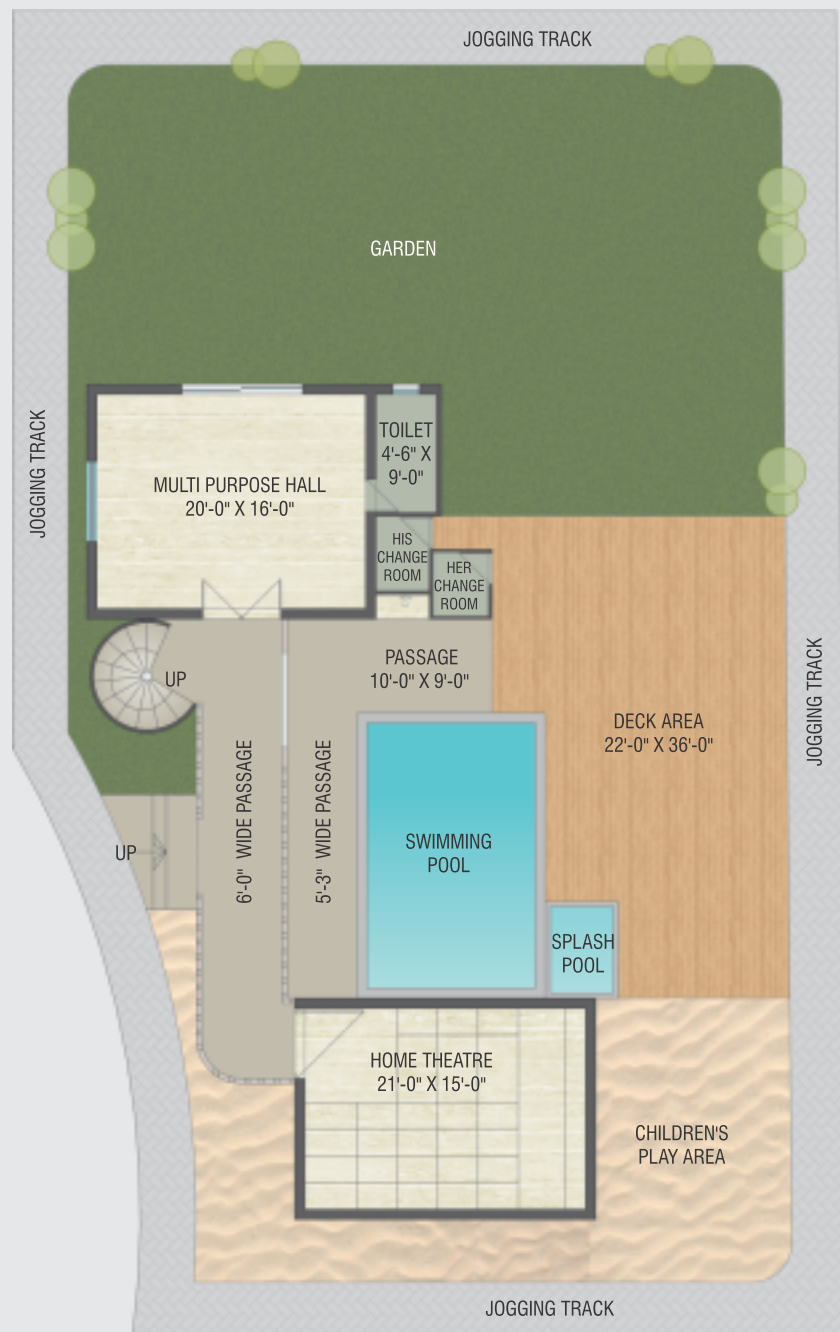 JOGGING TRACK
GARDEN
JOGGING TRACK
TOILET
4'-6" X
9'-0"
MULTI PURPOSE HALL
20'-0" X 16'-0"
HIS
CHANGE
ROOM
HER
CHANGE
ROOM
PASSAGE
10'-0" X 9'-0"
UP
JOGGING TRACK
DECK AREA
22'-0" X 36'-0"
6'-0" WIDE PASSAGE
5'-3" WIDE PASSAGE
SWIMMING
POOL
UP
SPLASH
POOL
HOME THEATRE
21'-0" X 15'-0"
CHILDREN'S
PLAY AREA
JOGGING TRACK